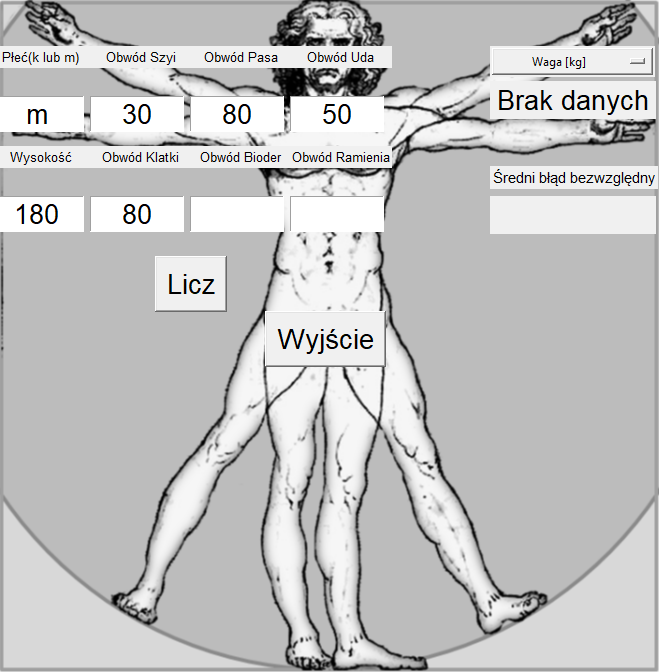 Płeć(k lub m) Obwód Szyi Obwód Pasa Obwód Uda Waga [kg]
m 30 80 50 Brak danych
Wysokość Obwód Klatki Obwód Bioder Obwód Ramienia
Średni błąd bezwzględny
180 80
Licz
Wyjście